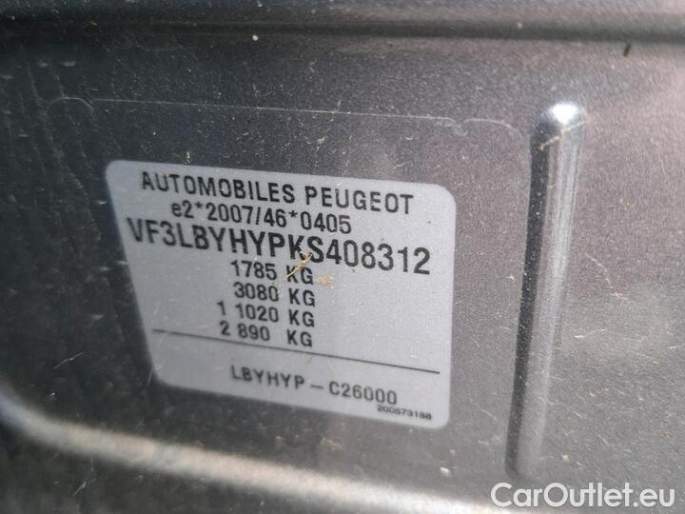 AUTOMOBILES PEUGEOT
e2*2007/46*0405
VF3LBYHYPKS408312
1785 KG
3080 KG
1 1020 KG
2 890 KG
LBYHYP - C26000
CarOutlet.eu